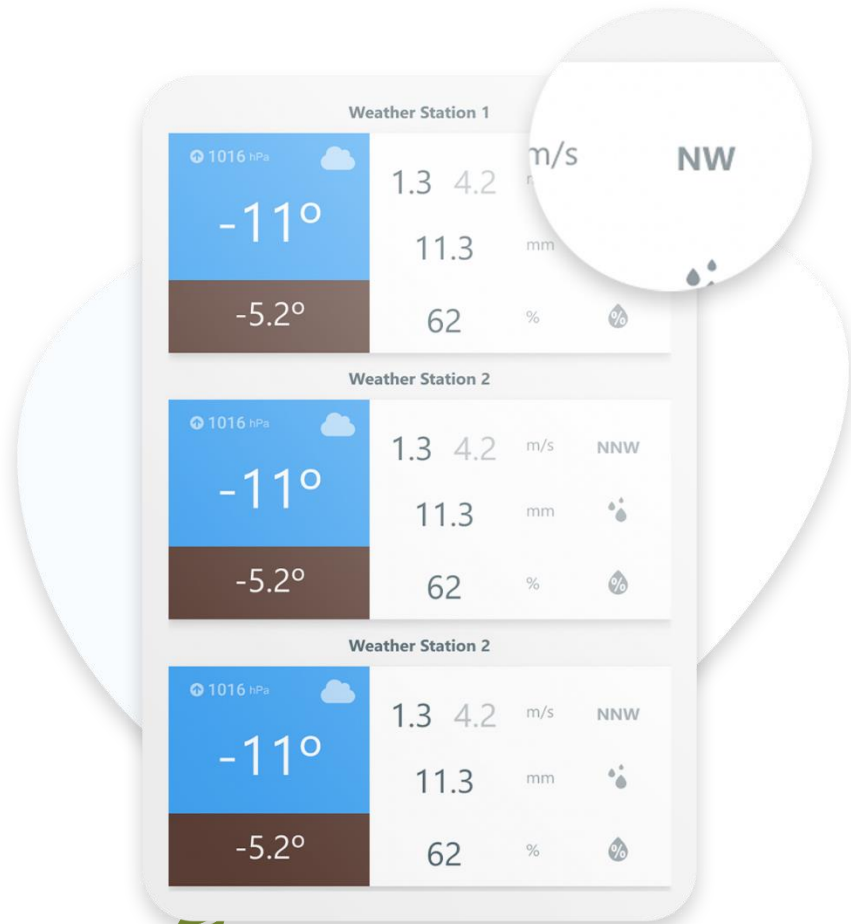 Weather Station 1
1016 hPa
-11°
-5.2°
1.3 4.2 m/s NW
11.3 mm
62 % %
Weather Station 2
1016 hPa
-11°
-5.2°
1.3 4.2 m/s NNW
11.3 mm
62 % %
Weather Station 2
1016 hPa
-11°
-5.2°
1.3 4.2 m/s NNW
11.3 mm
62 % %